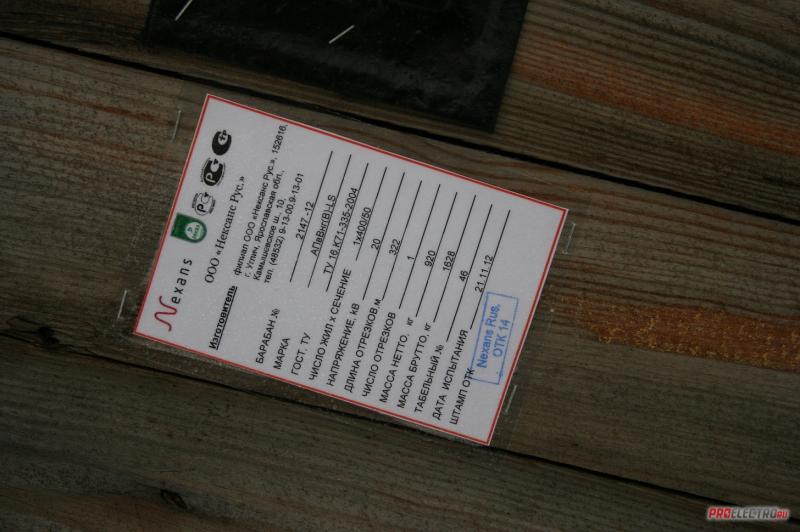 Nexans
ООО «Нексанс Рус.»
Изготовитель
филиал ООО «Нексанс Рус.», 152616,
г. Углич, Ярославская обл.,
Камышевское ш., 10,
тел. (48532) 9-13-00,9-13-01
БАРАБАН № 2147 -12
МАРКА АПвВнг(В)-LS
ГОСТ, ТУ ТУ 16.К71-335-2004
ЧИСЛО ЖИЛ х СЕЧЕНИЕ 1х400/50
НАПРЯЖЕНИЕ, кВ 20
ДЛИНА ОТРЕЗКОВ,м 322
ЧИСЛО ОТРЕЗКОВ 1
МАССА НЕТТО, кг 920
МАССА БРУТТО, кг 1628
ТАБЕЛЬНЫЙ № 46
ДАТА ИСПЫТАНИЯ 21.11.12
ШТАМП ОТК
Nexans Rus.
ОТК 14
PROELECTRO.RU